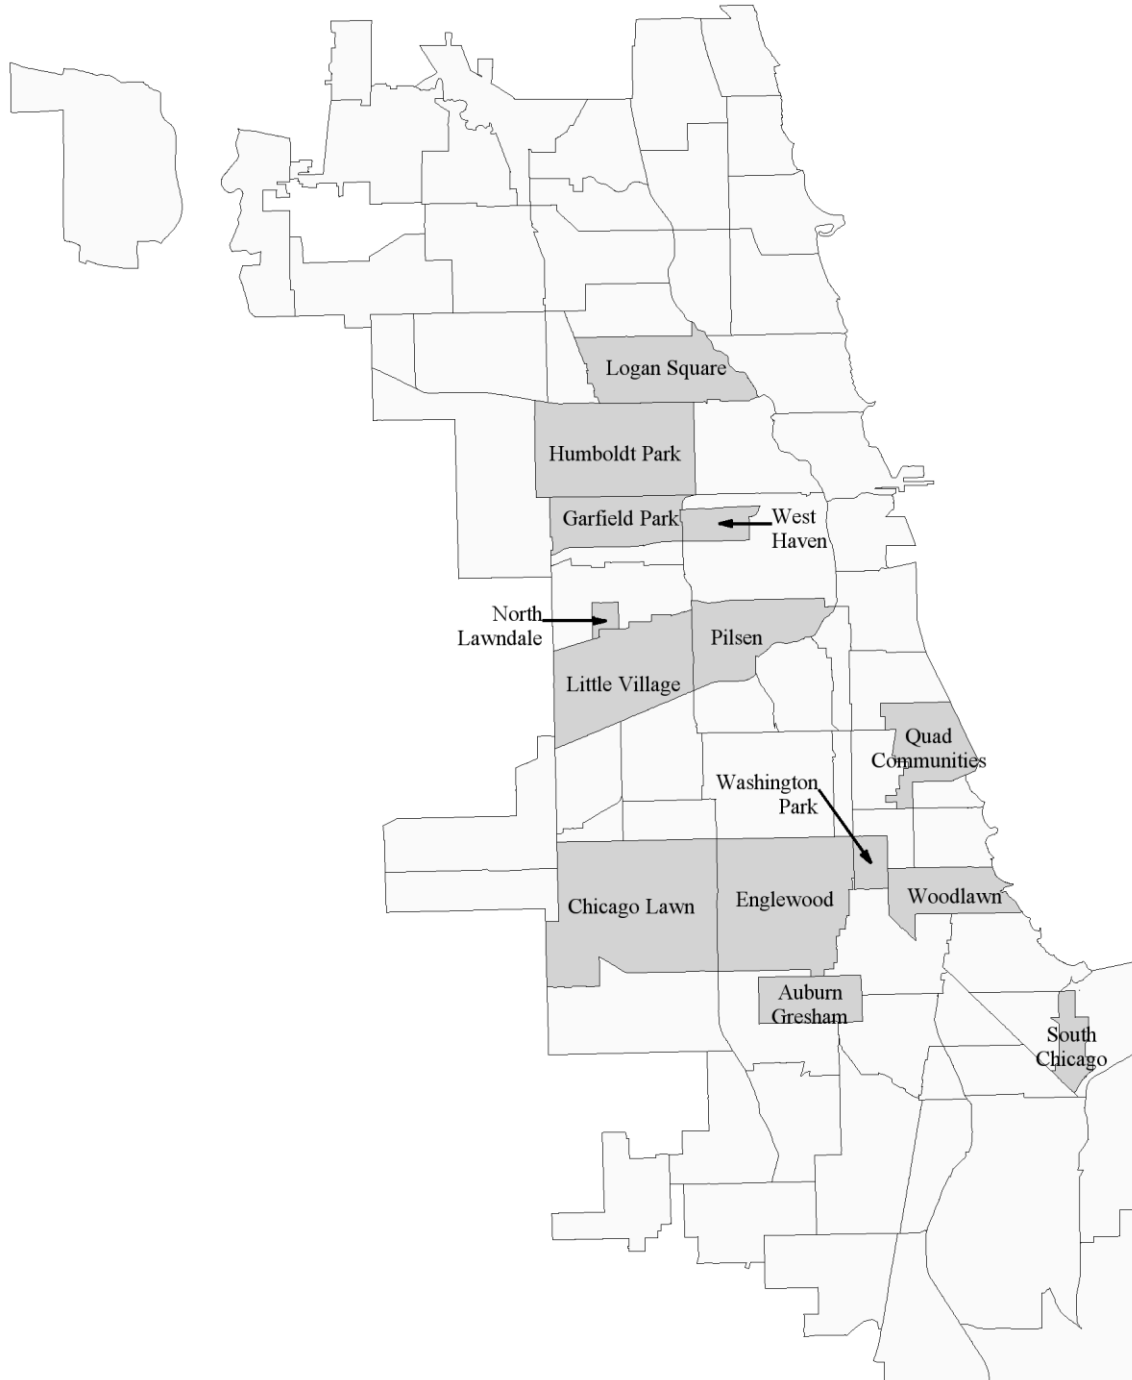 Logan Square
Humboldt Park
Garfield Park
West
Haven
North
Lawndale
Pilsen
Little Village
Quad
Communities
Washington
Park
Chicago Lawn
Englewood
Woodlawn
Auburn
Gresham
South
Chicago